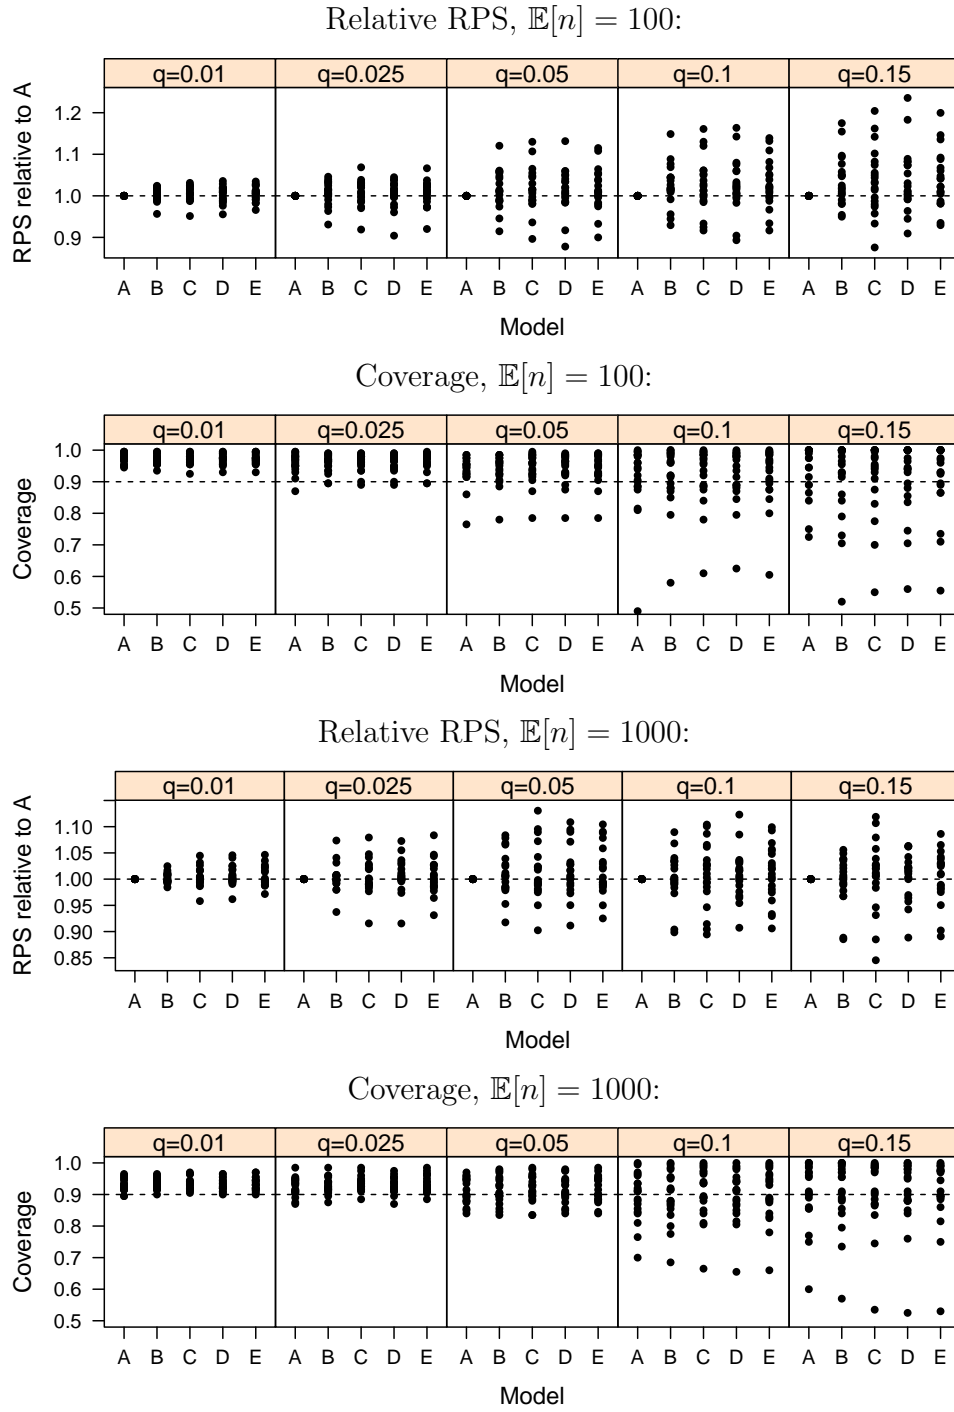 Relative RPS, 𝔼[n] = 100:
q=0.01 q=0.025 q=0.05 q=0.1 q=0.15
RPS relative to A
1.2
1.1
1.0
0.9
A B C D E A B C D E A B C D E A B C D E A B C D E
Model
Coverage, 𝔼[n] = 100:
q=0.01 q=0.025 q=0.05 q=0.1 q=0.15
Coverage
1.0
0.9
0.8
0.7
0.6
0.5
A B C D E A B C D E A B C D E A B C D E A B C D E
Model
Relative RPS, 𝔼[n] = 1000:
q=0.01 q=0.025 q=0.05 q=0.1 q=0.15
RPS relative to A
1.10
1.05
1.00
0.95
0.90
0.85
A B C D E A B C D E A B C D E A B C D E A B C D E
Model
Coverage, 𝔼[n] = 1000:
q=0.01 q=0.025 q=0.05 q=0.1 q=0.15
Coverage
1.0
0.9
0.8
0.7
0.6
0.5
A B C D E A B C D E A B C D E A B C D E A B C D E
Model